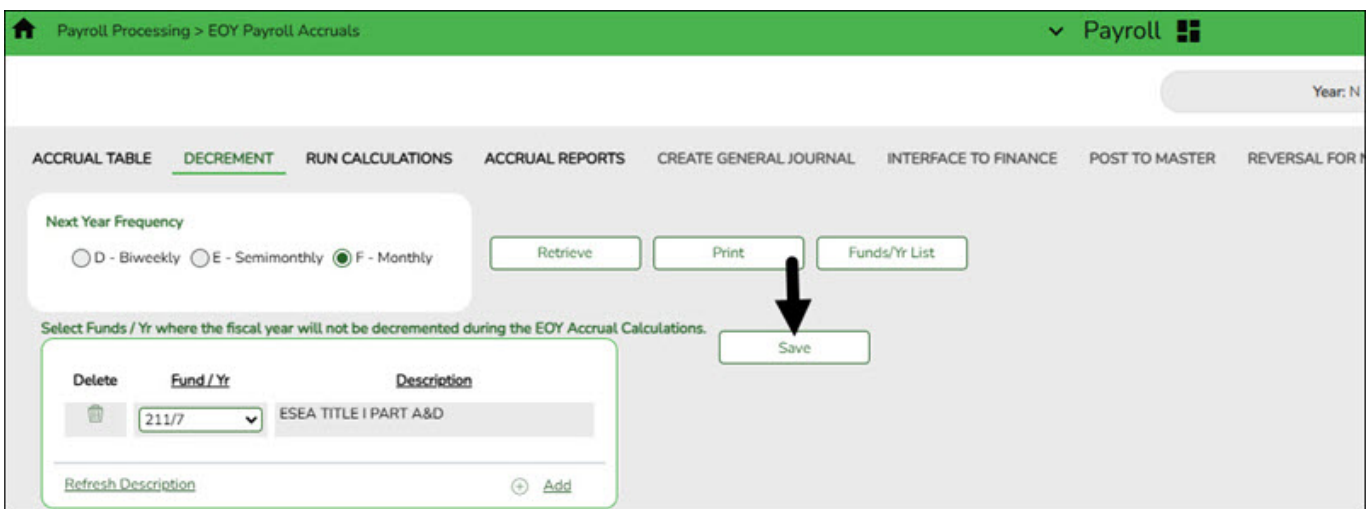 Payroll Processing > EOY Payroll Accruals
Payroll
Year: N
ACCRUAL TABLE DECREMENT RUN CALCULATIONS ACCRUAL REPORTS CREATE GENERAL JOURNAL INTERFACE TO FINANCE POST TO MASTER REVERSAL FOR N
Next Year Frequency
D - Biweekly E - Semimonthly F - Monthly
Retrieve Print Funds/Yr List
Select Funds / Yr where the fiscal year will not be decremented during the EOY Accrual Calculations.
Save
Delete Fund / Yr Description
211/7 ESEA TITLE I PART A&D
Refresh Description Add